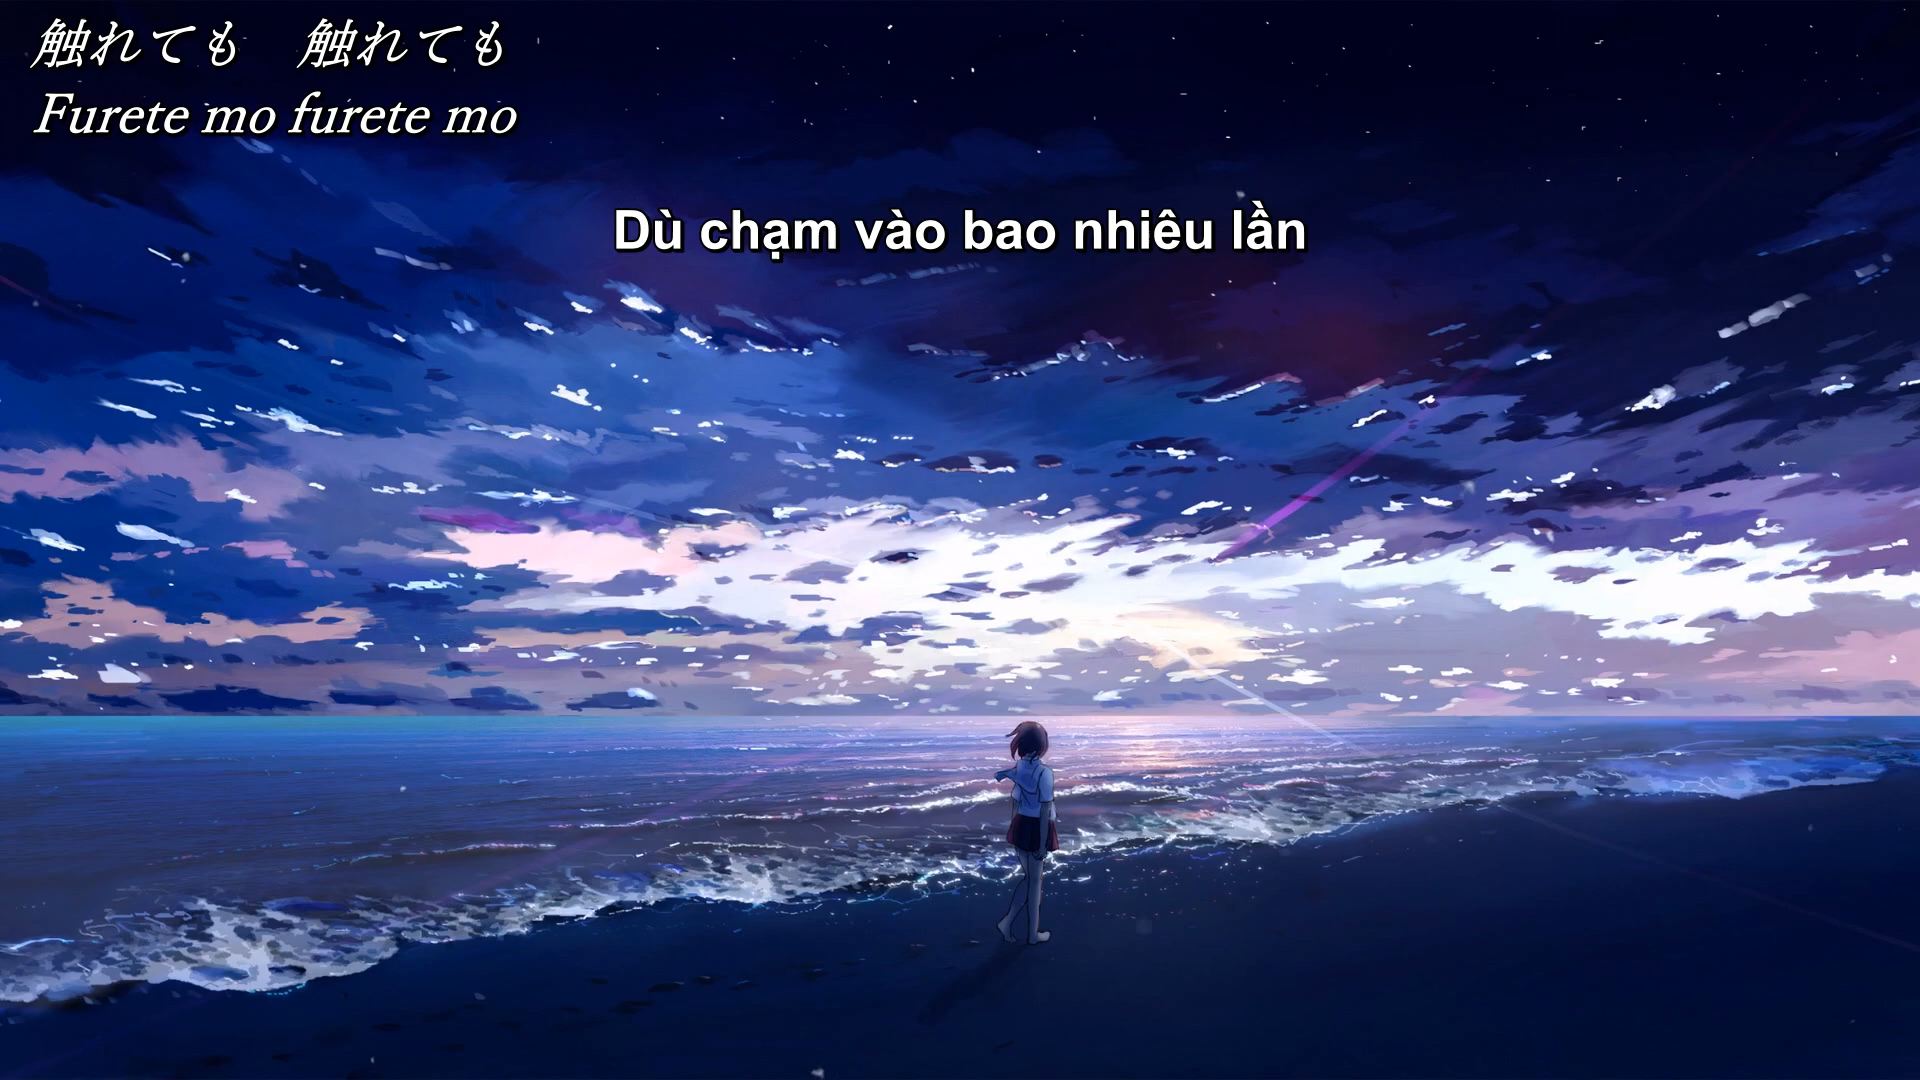 触れても　触れても
Furete mo furete mo
Dù chạm vào bao nhiêu lần